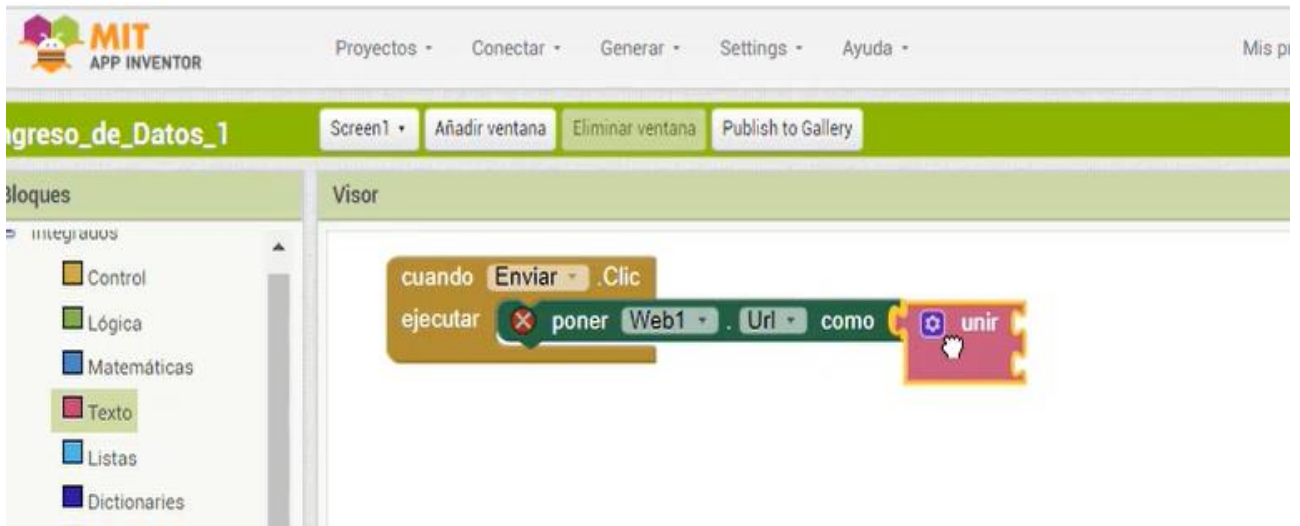 MIT
APP INVENTOR
Proyectos
Conectar
Generar
Settings
Ayuda
Mis
greso_de_Datos_1
Screen1
Añadir ventana
Eliminar ventana
Publish to Gallery
Bloques
Visor
Integrados
Control
Lógica
Matemáticas
Texto
Listas
Dictionaries
cuando Enviar .Clic
ejecutar poner Web1 . Url como unir